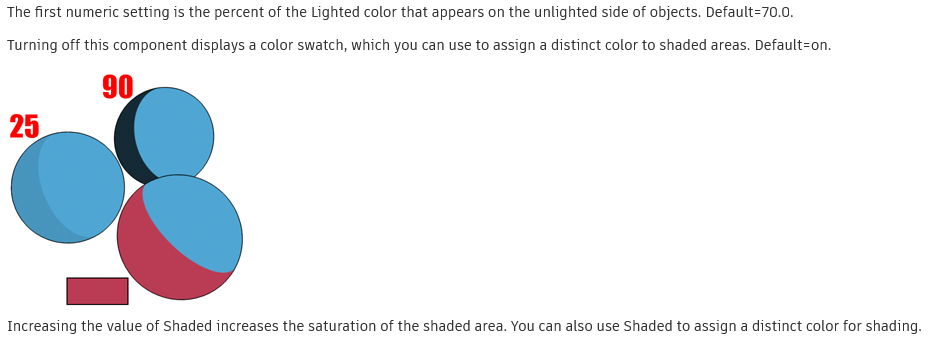 The first numeric setting is the percent of the Lighted color that appears on the unlighted side of objects. Default=70.0.
Turning off this component displays a color swatch, which you can use to assign a distinct color to shaded areas. Default=on.
90
25
Increasing the value of Shaded increases the saturation of the shaded area. You can also use Shaded to assign a distinct color for shading.